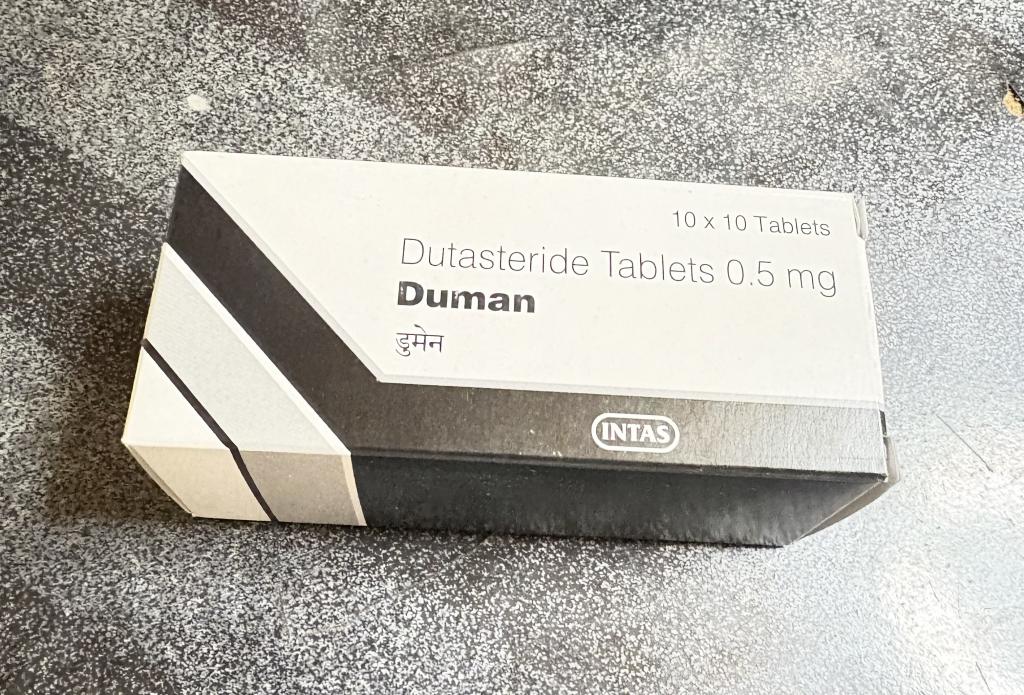 10 x 10 Tablets
Dutasteride Tablets 0.5 mg
Duman
डुमेन
INTAS